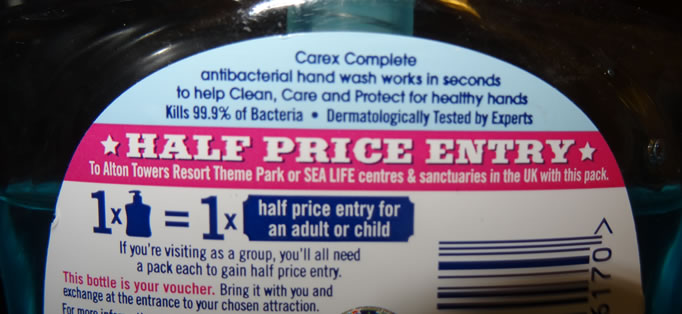 Carex Complete
antibacterial hand wash works in seconds
to help Clean, Care and Protect for healthy hands
Kills 99.9% of Bacteria • Dermatologically Tested by Experts
★ HALF PRICE ENTRY ★
To Alton Towers Resort Theme Park or SEA LIFE centres & sanctuaries in the UK with this pack.
1x = 1x half price entry for
an adult or child
If you're visiting as a group, you'll all need
a pack each to gain half price entry.
This bottle is your voucher. Bring it with you and
exchange at the entrance to your chosen attraction.
For more
6170 >